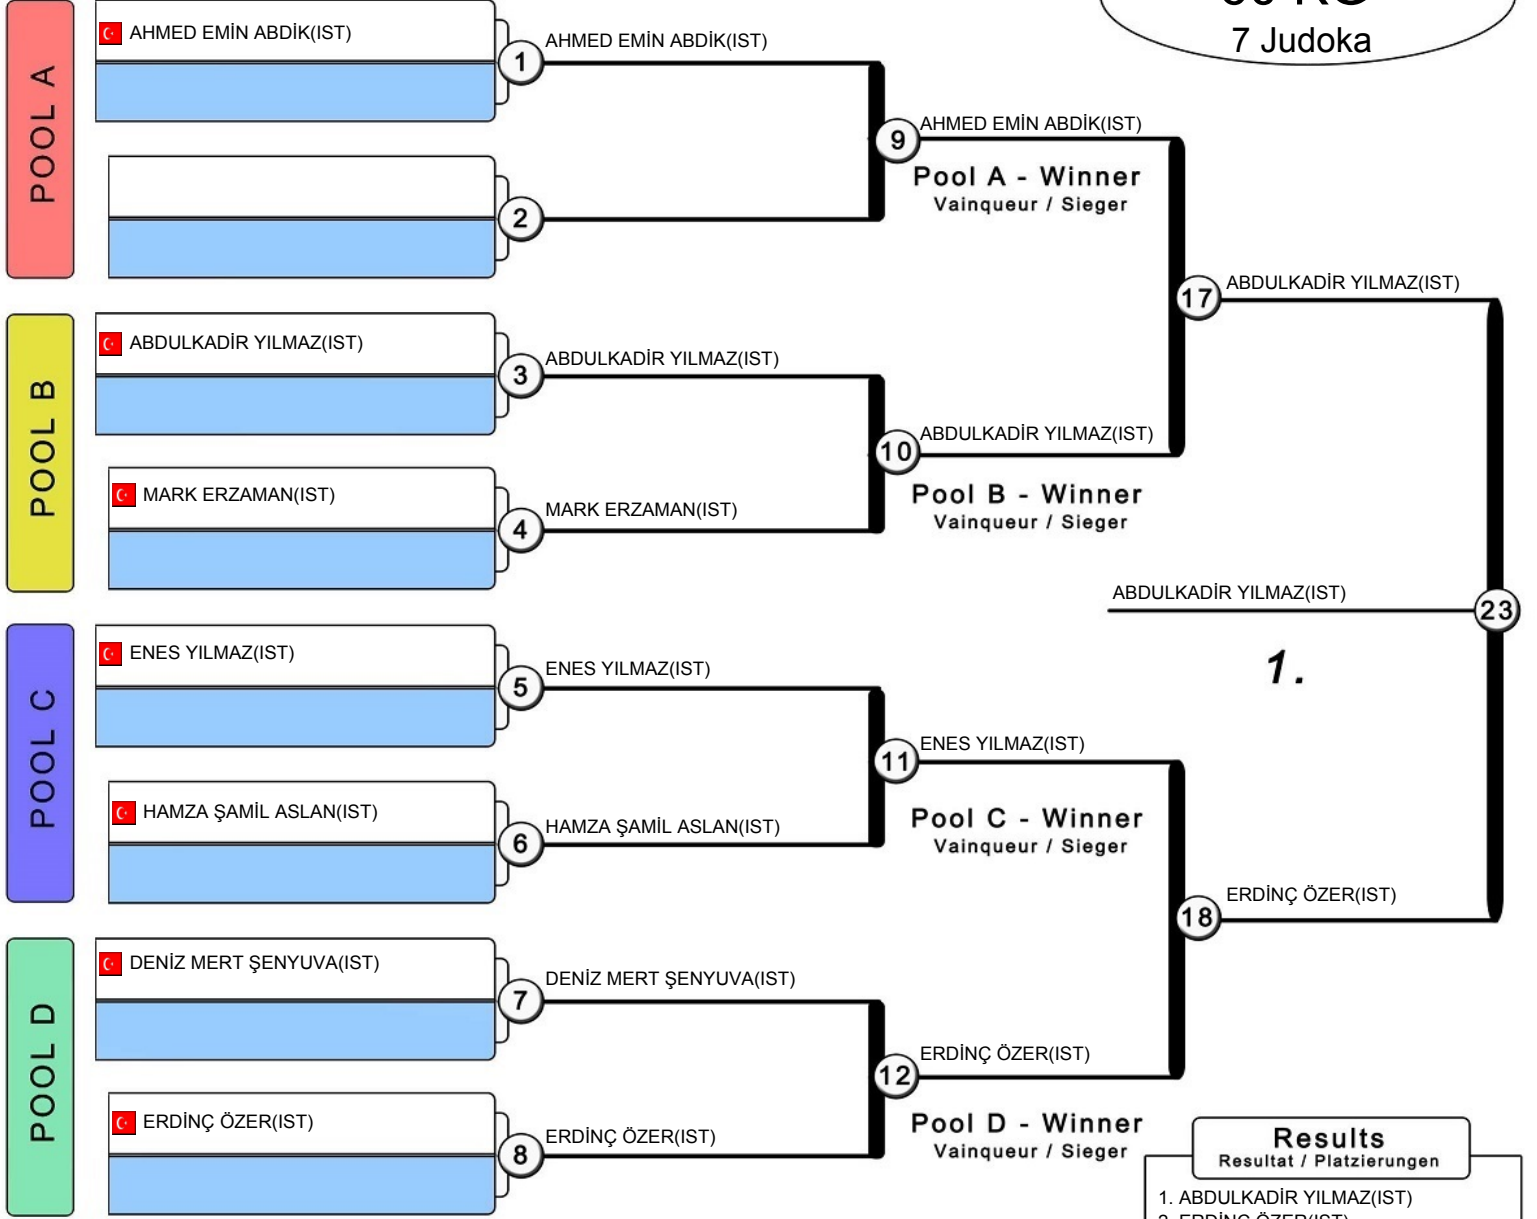 7 Judoka
POOL A
AHMED EMİN ABDİK(IST)
1
AHMED EMİN ABDİK(IST)
2
9
AHMED EMİN ABDİK(IST)
Pool A - Winner
Vainqueur / Sieger
POOL B
ABDULKADİR YILMAZ(IST)
3
ABDULKADİR YILMAZ(IST)
MARK ERZAMAN(IST)
4
MARK ERZAMAN(IST)
10
ABDULKADİR YILMAZ(IST)
Pool B - Winner
Vainqueur / Sieger
17
ABDULKADİR YILMAZ(IST)
ABDULKADİR YILMAZ(IST)
23
1.
POOL C
ENES YILMAZ(IST)
5
ENES YILMAZ(IST)
HAMZA ŞAMİL ASLAN(IST)
6
HAMZA ŞAMİL ASLAN(IST)
11
ENES YILMAZ(IST)
Pool C - Winner
Vainqueur / Sieger
18
ERDİNÇ ÖZER(IST)
POOL D
DENİZ MERT ŞENYUVA(IST)
7
DENİZ MERT ŞENYUVA(IST)
ERDİNÇ ÖZER(IST)
8
ERDİNÇ ÖZER(IST)
12
ERDİNÇ ÖZER(IST)
Pool D - Winner
Vainqueur / Sieger
Results
Resultat / Platzierungen
1. ABDULKADİR YILMAZ(IST)
2. ERDİNÇ ÖZER(IST)